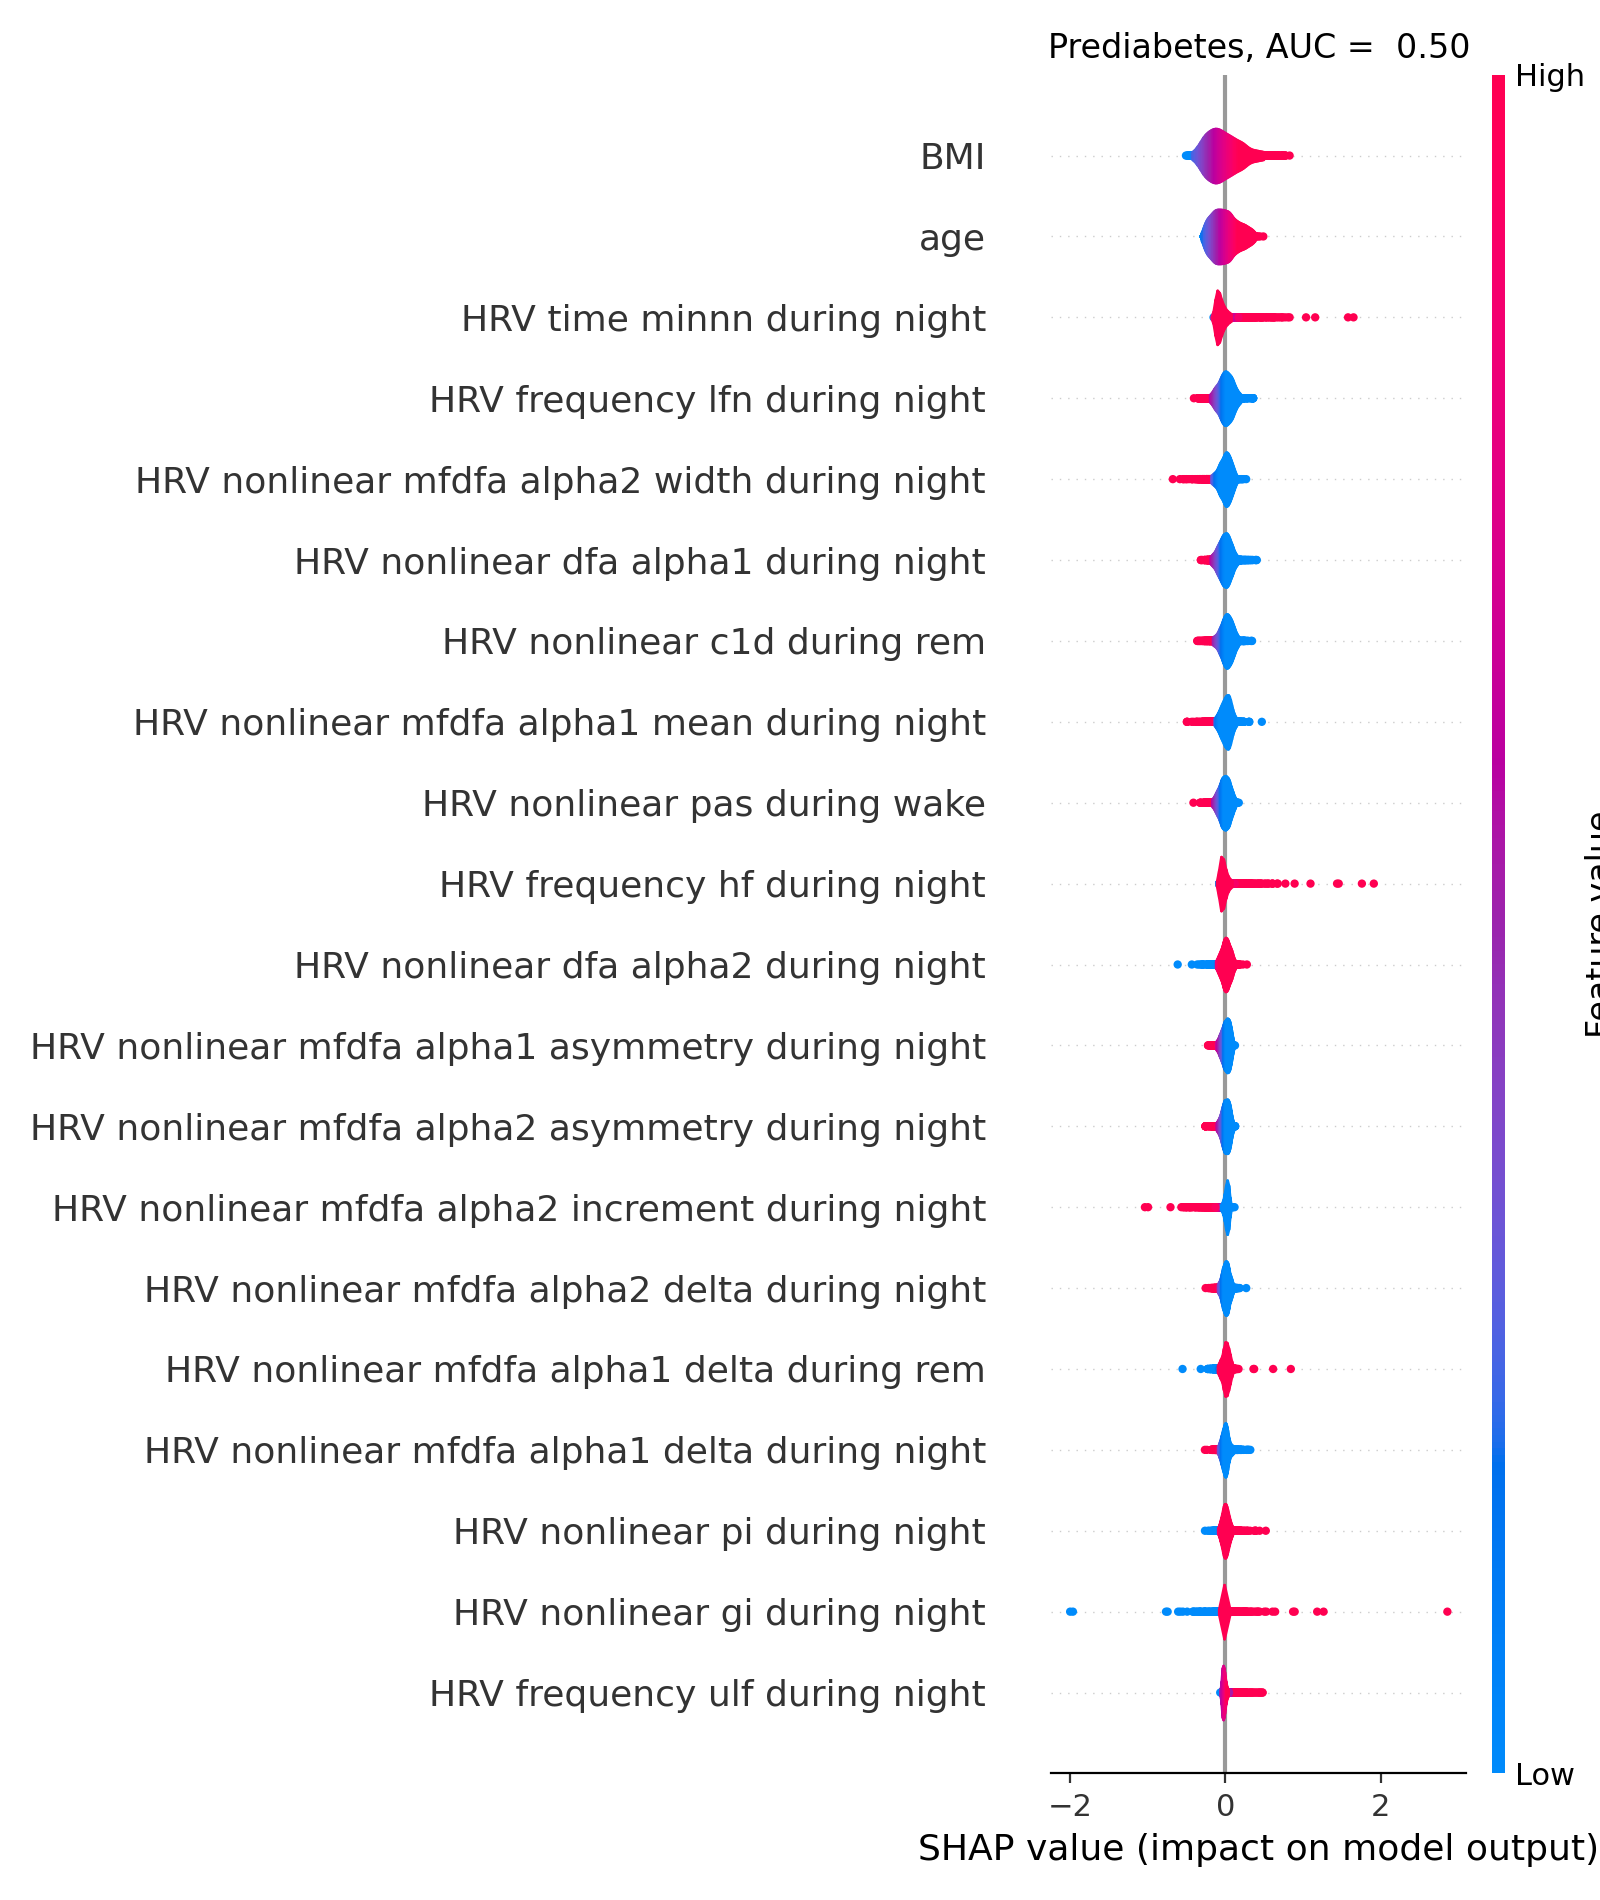 Prediabetes, AUC =  0.50
High
BMI
age
HRV time minnn during night
HRV frequency lfn during night
HRV nonlinear mfdfa alpha2 width during night
HRV nonlinear dfa alpha1 during night
HRV nonlinear c1d during rem
HRV nonlinear mfdfa alpha1 mean during night
HRV nonlinear pas during wake
HRV frequency hf during night
HRV nonlinear dfa alpha2 during night
HRV nonlinear mfdfa alpha1 asymmetry during night
HRV nonlinear mfdfa alpha2 asymmetry during night
HRV nonlinear mfdfa alpha2 increment during night
HRV nonlinear mfdfa alpha2 delta during night
HRV nonlinear mfdfa alpha1 delta during rem
HRV nonlinear mfdfa alpha1 delta during night
HRV nonlinear pi during night
HRV nonlinear gi during night
HRV frequency ulf during night
Feature value
Low
−2 0 2
SHAP value (impact on model output)